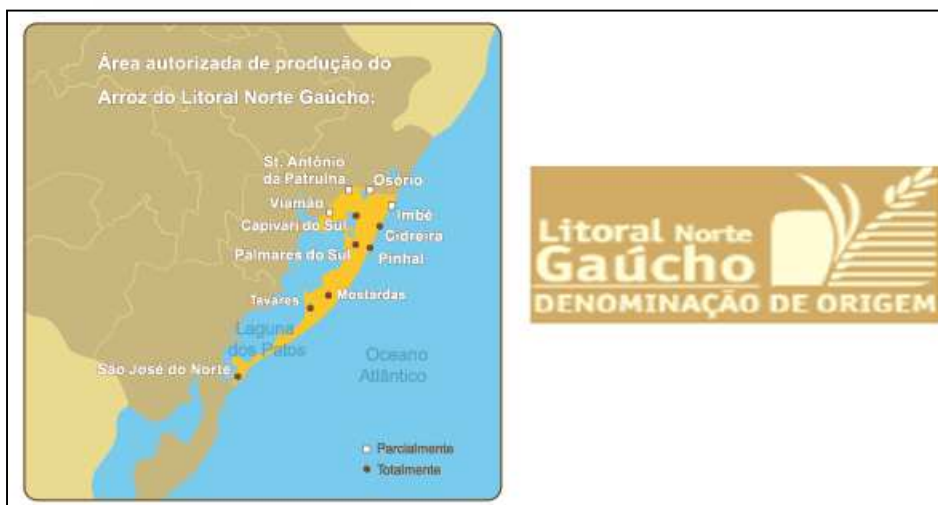 Área autorizada de produção do
Arroz do Litoral Norte Gaúcho:
St. Antônio
da Patrulha
Osório
Viamão
Imbé
Capivari do Sul
Cidreira
Palmares do Sul
Pinhal
Tavares
Mostardas
Laguna
dos Patos
Oceano
Atlântico
São José do Norte
Parcialmente
Totalmente
Litoral Norte
Gaúcho
DENOMINAÇÃO DE ORIGEM